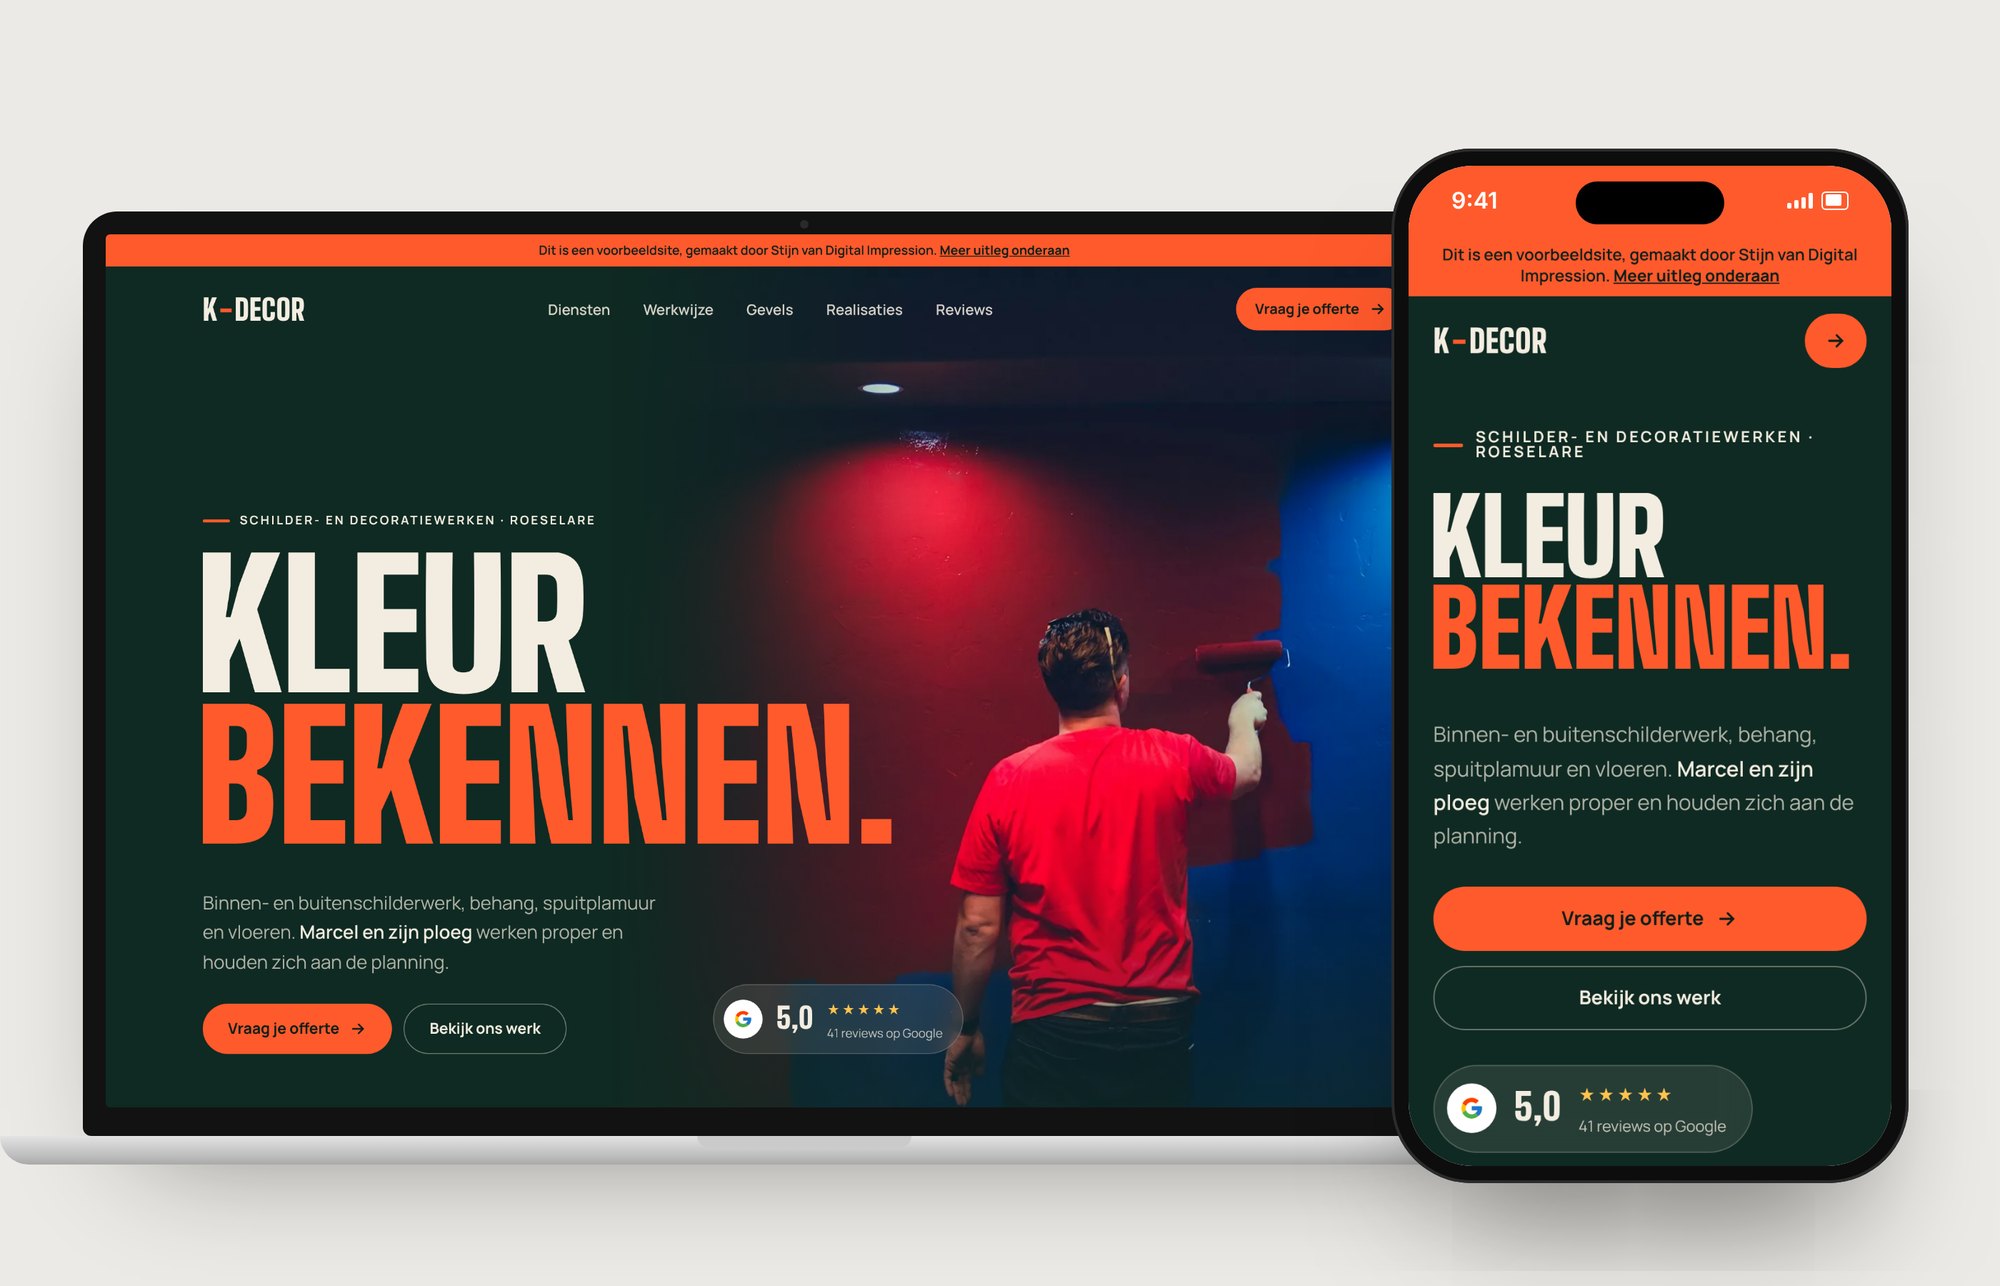 Dit is een voorbeeldsite, gemaakt door Stijn van Digital Impression. Meer uitleg onderaan
K-DECOR
Diensten
Werkwijze
Gevels
Realisaties
Reviews
Vraag je offerte →
SCHILDER- EN DECORATIEWERKEN · ROESELARE
KLEUR
BEKENNEN.
Binnen- en buitenschilderwerk, behang, spuitplamuur
en vloeren. Marcel en zijn ploeg werken proper en
houden zich aan de planning.
Vraag je offerte →
Bekijk ons werk
G
5,0
★★★★★
41 reviews op Google
9:41
Dit is een voorbeeldsite, gemaakt door Stijn van Digital
Impression. Meer uitleg onderaan
K-DECOR
→
SCHILDER- EN DECORATIEWERKEN ·
ROESELARE
KLEUR
BEKENNEN.
Binnen- en buitenschilderwerk, behang,
spuitplamuur en vloeren. Marcel en zijn
ploeg werken proper en houden zich aan de
planning.
Vraag je offerte →
Bekijk ons werk
G
5,0
★★★★★
41 reviews op Google